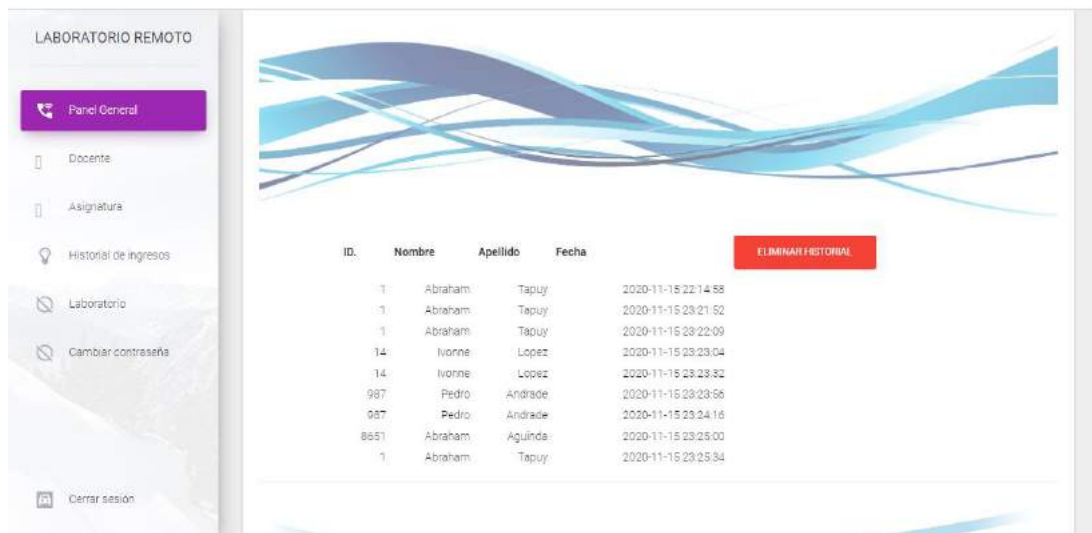 LABORATORIO REMOTO
Panel General
Docente
Asignatura
Historial de ingresos
Laboratorio
Cambiar contraseña
Cerrar sesión
ID. Nombre Apellido Fecha ELIMINAR HISTORIAL
1 Abraham Tapuy 2020-11-15 22:14:58
1 Abraham Tapuy 2020-11-15 23:21:52
1 Abraham Tapuy 2020-11-15 23:22:09
14 Ivonne Lopez 2020-11-15 23:23:04
14 Ivonne Lopez 2020-11-15 23:23:32
987 Pedro Andrade 2020-11-15 23:23:56
987 Pedro Andrade 2020-11-15 23:24:16
8651 Abraham Aguinda 2020-11-15 23:25:00
1 Abraham Tapuy 2020-11-15 23:25:34